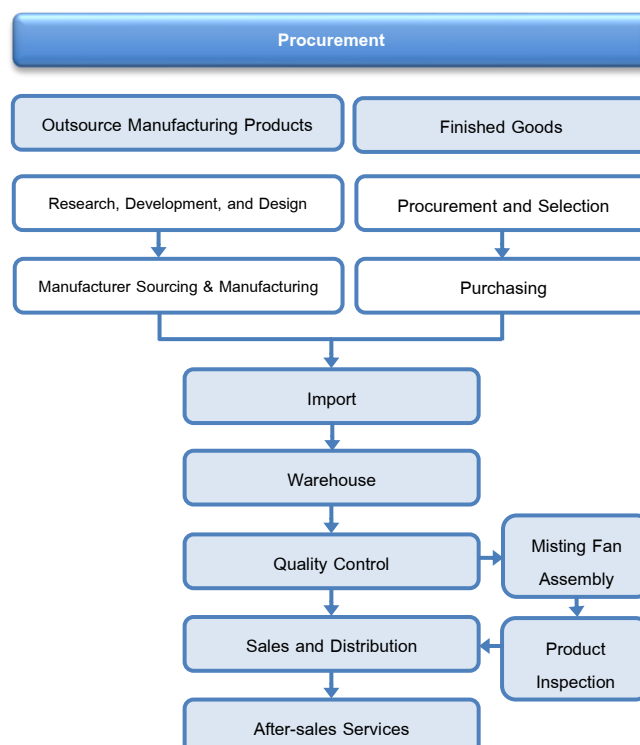 Procurement
Outsource Manufacturing Products
Finished Goods
Research, Development, and Design
Procurement and Selection
Manufacturer Sourcing & Manufacturing
Purchasing
Import
Warehouse
Quality Control
Misting Fan
Assembly
Sales and Distribution
Product
Inspection
After-sales Services